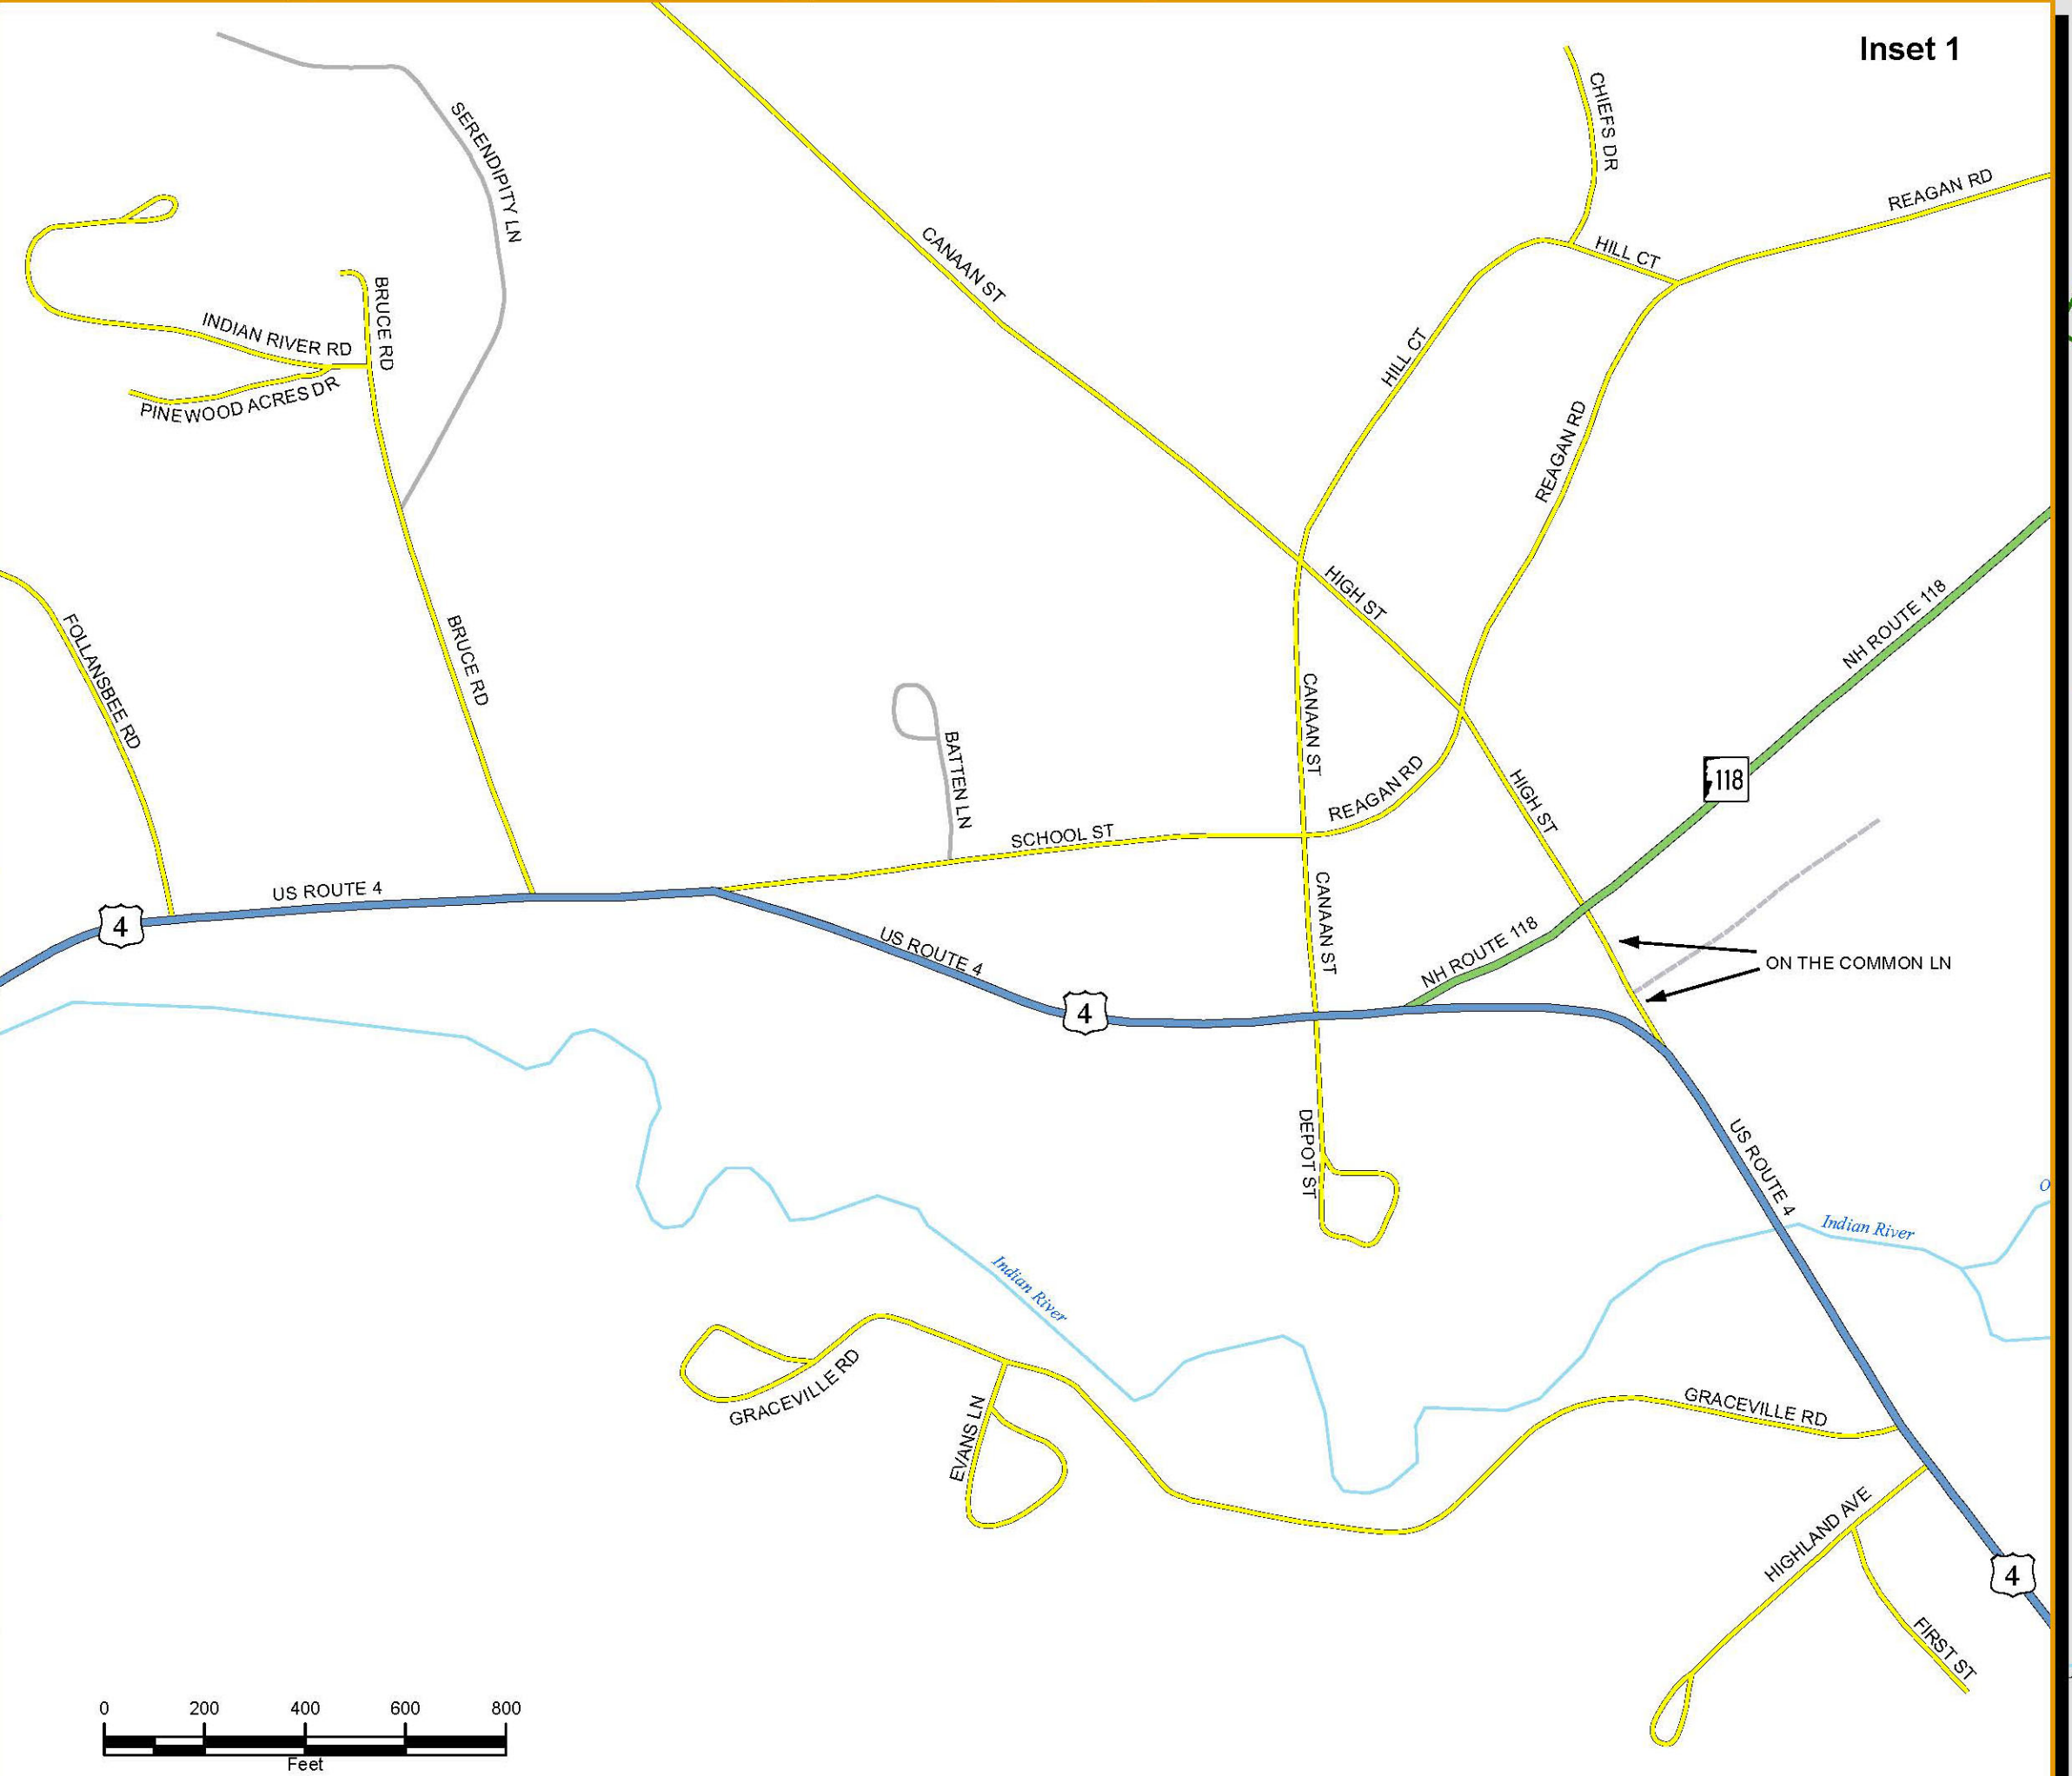 Inset 1
CHIEFS DR
SERENDIPITY LN
REAGAN RD
CANAAN ST
HILL CT
BRUCE RD
INDIAN RIVER RD
HILL CT
PINEWOOD ACRES DR
REAGAN RD
HIGH ST
NH ROUTE 118
FOLLANSBEE RD
BRUCE RD
CANAAN ST
BATTEN LN
REAGAN RD
118
HIGH ST
SCHOOL ST
US ROUTE 4
4
CANAAN ST
US ROUTE 4
NH ROUTE 118
ON THE COMMON LN
4
DEPOT ST
US ROUTE 4
O
Indian River
Indian River
GRACEVILLE RD
EVANS LN
GRACEVILLE RD
HIGHLAND AVE
4
FIRST ST
0 200 400 600 800
Feet